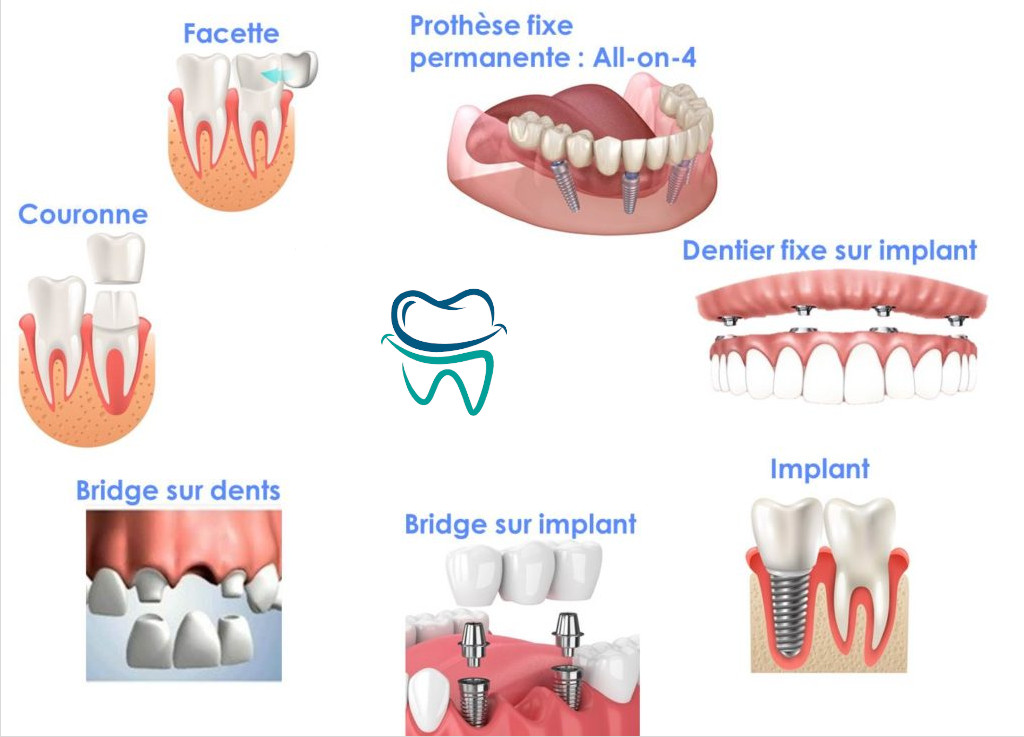 Facette
Prothèse fixe
permanente : All-on-4
Couronne
Dentier fixe sur implant
Implant
Bridge sur dents
Bridge sur implant